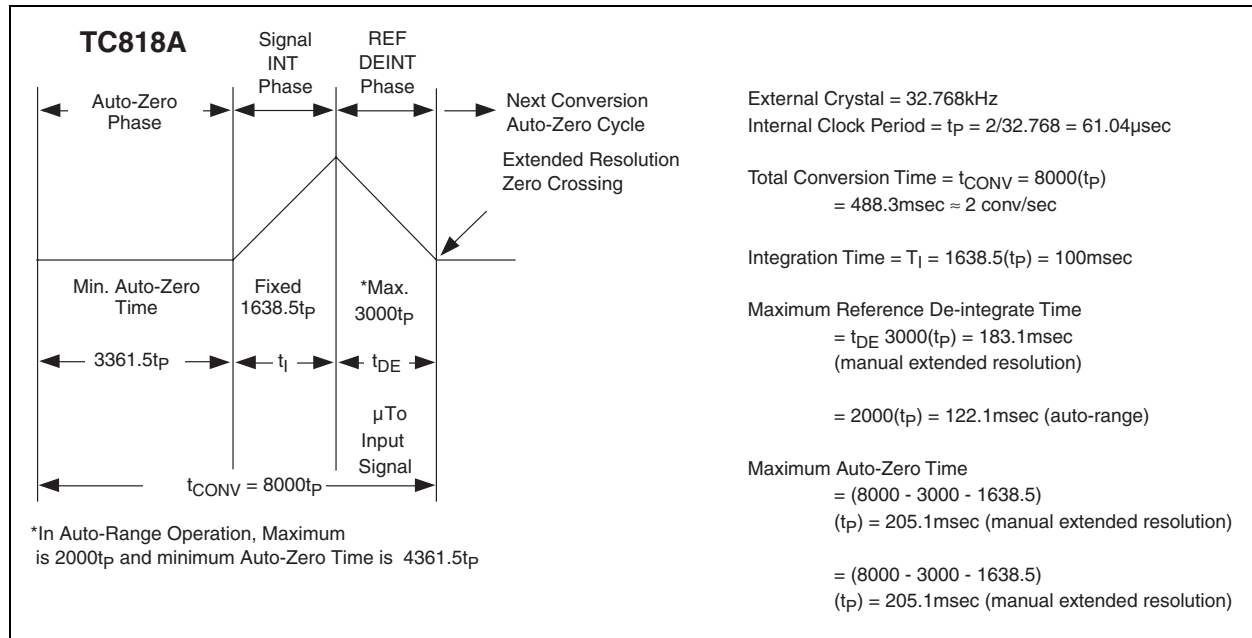 TC818A
Signal
INT
Phase
REF
DEINT
Phase
Auto-Zero
Phase
Next Conversion
Auto-Zero Cycle
Extended Resolution
Zero Crossing
Min. Auto-Zero
Time
Fixed
1638.5tP
*Max.
3000tP
3361.5tP
tI
tDE
μTo
Input
Signal
tCONV = 8000tP
*In Auto-Range Operation, Maximum
is 2000tP and minimum Auto-Zero Time is 4361.5tP
External Crystal = 32.768kHz
Internal Clock Period = tP = 2/32.768 = 61.04μsec
Total Conversion Time = tCONV = 8000(tP)
= 488.3msec ≈ 2 conv/sec
Integration Time = TI = 1638.5(tP) = 100msec
Maximum Reference De-integrate Time
= tDE 3000(tP) = 183.1msec
(manual extended resolution)
= 2000(tP) = 122.1msec (auto-range)
Maximum Auto-Zero Time
= (8000 - 3000 - 1638.5)
(tP) = 205.1msec (manual extended resolution)
= (8000 - 3000 - 1638.5)
(tP) = 205.1msec (manual extended resolution)